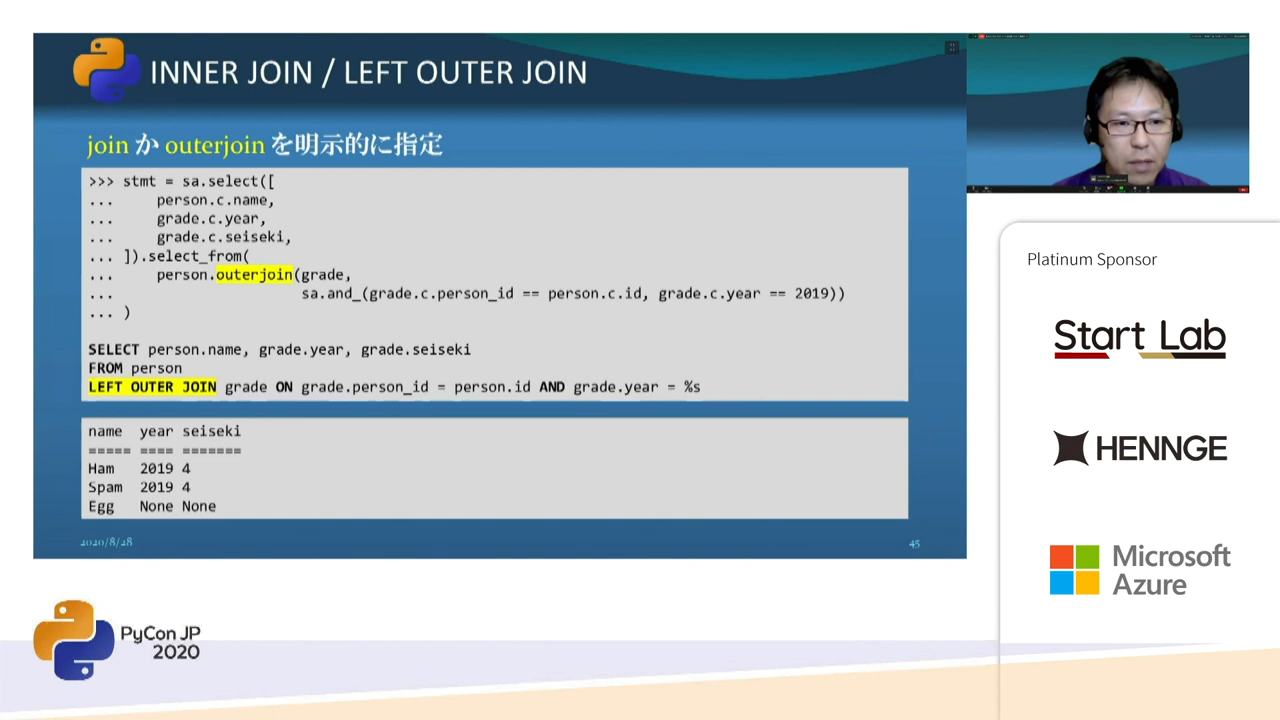 INNER JOIN / LEFT OUTER JOIN
join か outerjoin を明示的に指定
>>> stmt = sa.select([
... person.c.name,
... grade.c.year,
... grade.c.seiseki,
... ]).select_from(
... person.outerjoin(grade,
... sa.and_(grade.c.person_id == person.c.id, grade.c.year == 2019))
... )
SELECT person.name, grade.year, grade.seiseki
FROM person
LEFT OUTER JOIN grade ON grade.person_id = person.id AND grade.year = %s
name year seiseki
===== ==== =======
Ham 2019 4
Spam 2019 4
Egg None None
2020/8/28
45
Platinum Sponsor
Start Lab
HENNGE
Microsoft
Azure
PyCon JP
2020